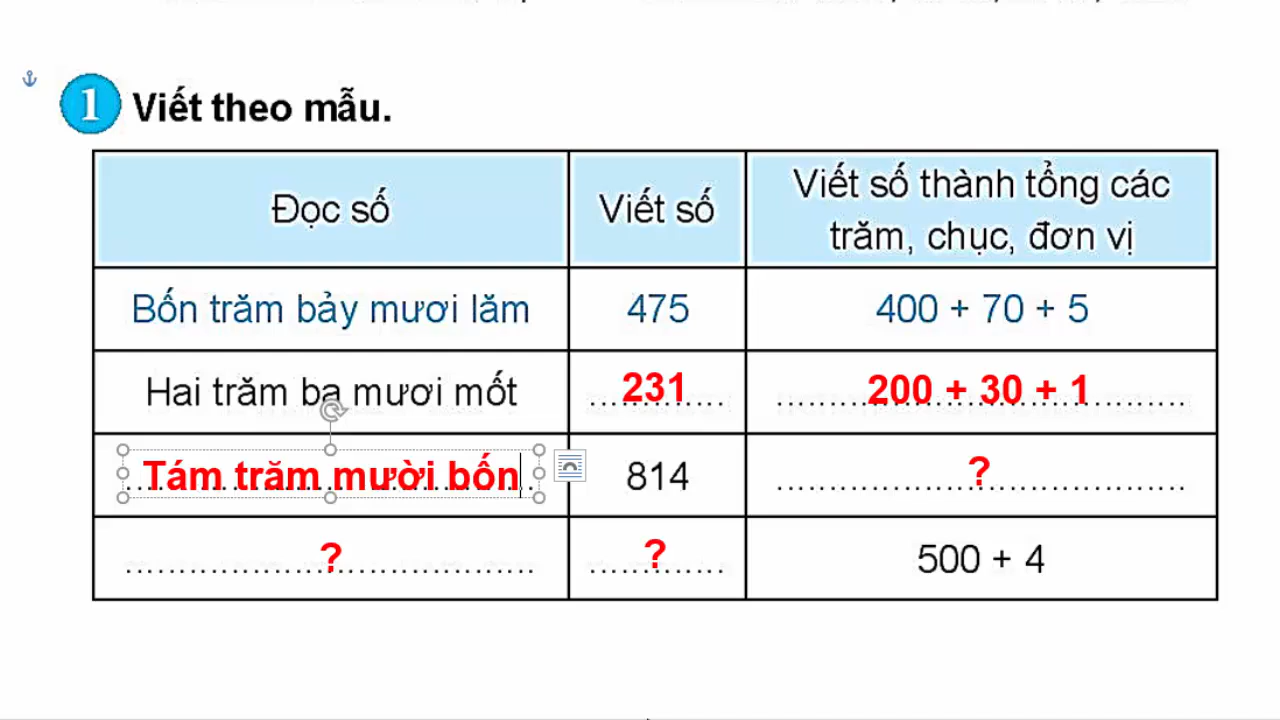 1 Viết theo mẫu.
Đọc số
Viết số
Viết số thành tổng các
trăm, chục, đơn vị
Bốn trăm bảy mươi lăm
475
400 + 70 + 5
Hai trăm ba mươi mốt
231
200 + 30 + 1
Tám trăm mười bốn
814
?
?
?
500 + 4